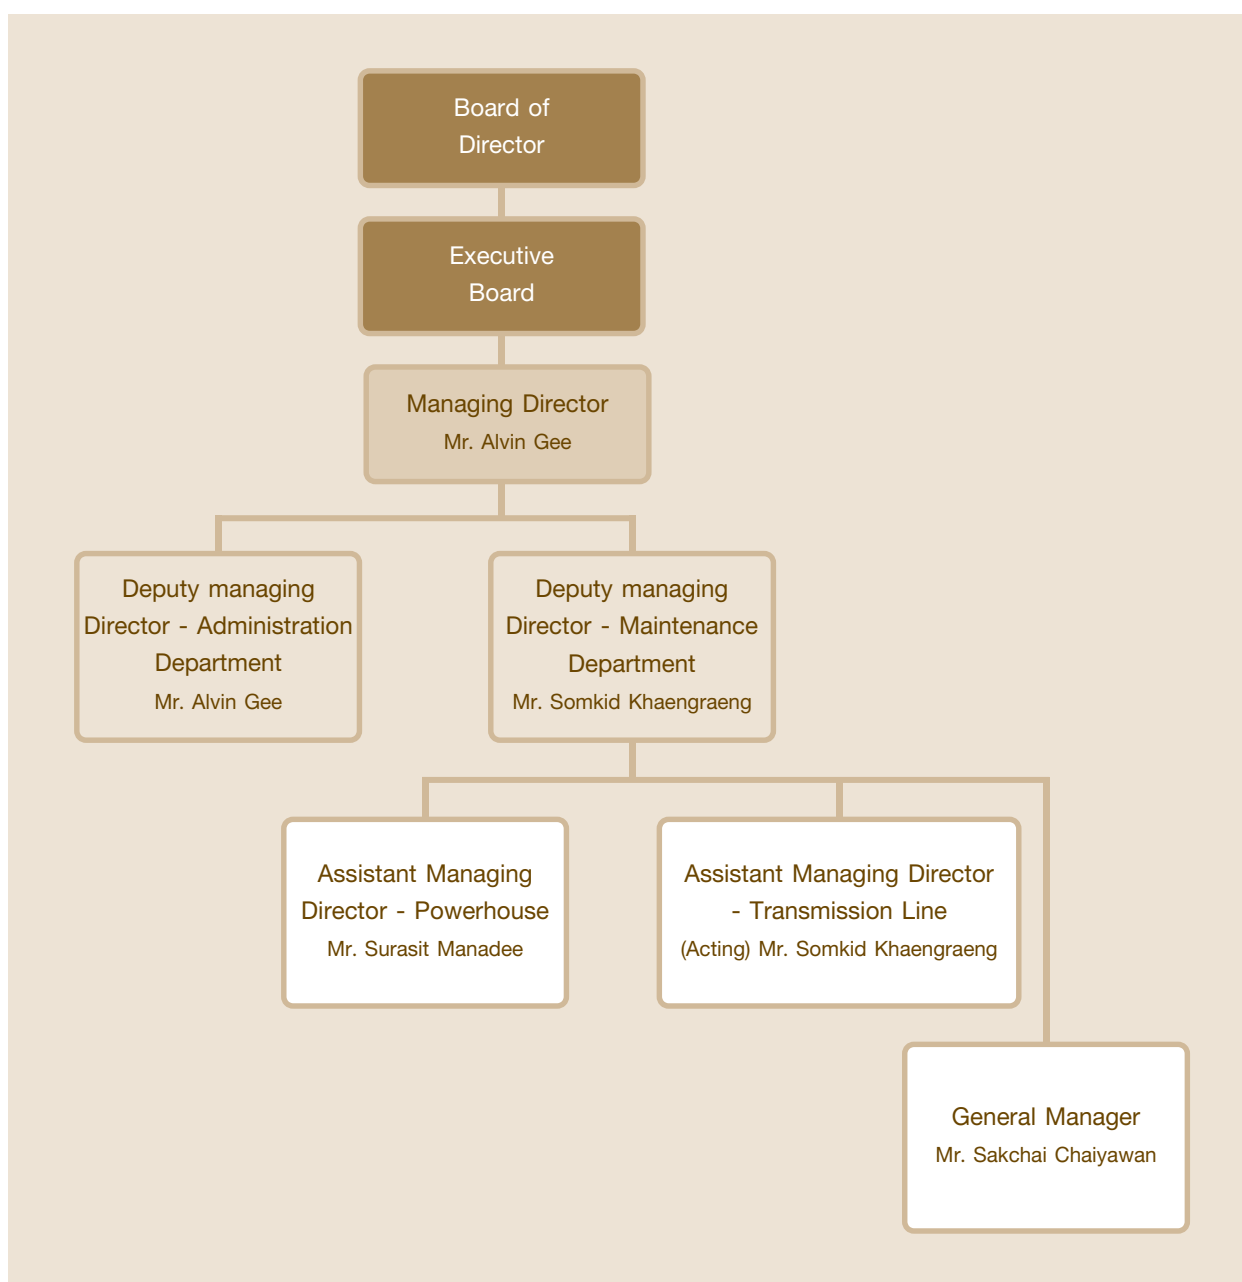 Board of
Director
Executive
Board
Managing Director
Mr. Alvin Gee
Deputy managing
Director - Administration
Department
Mr. Alvin Gee
Deputy managing
Director - Maintenance
Department
Mr. Somkid Khaengraeng
Assistant Managing
Director - Powerhouse
Mr. Surasit Manadee
Assistant Managing Director
- Transmission Line
(Acting) Mr. Somkid Khaengraeng
General Manager
Mr. Sakchai Chaiyawan